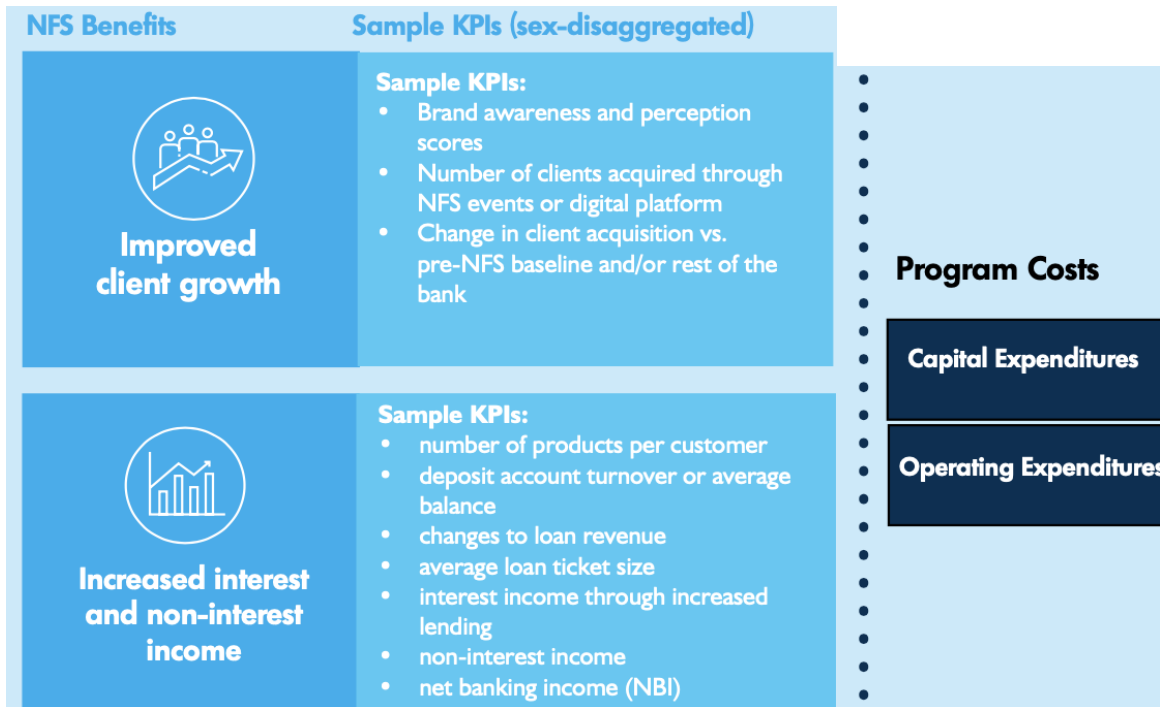 NFS Benefits
Sample KPIs (sex-disaggregated)
Improved
client growth
Sample KPIs:
• Brand awareness and perception
scores
• Number of clients acquired through
NFS events or digital platform
• Change in client acquisition vs.
pre-NFS baseline and/or rest of the
bank
Increased interest
and non-interest
income
Sample KPIs:
• number of products per customer
• deposit account turnover or average
balance
• changes to loan revenue
• average loan ticket size
• interest income through increased
lending
• non-interest income
• net banking income (NBI)
Program Costs
Capital Expenditures
Operating Expenditures